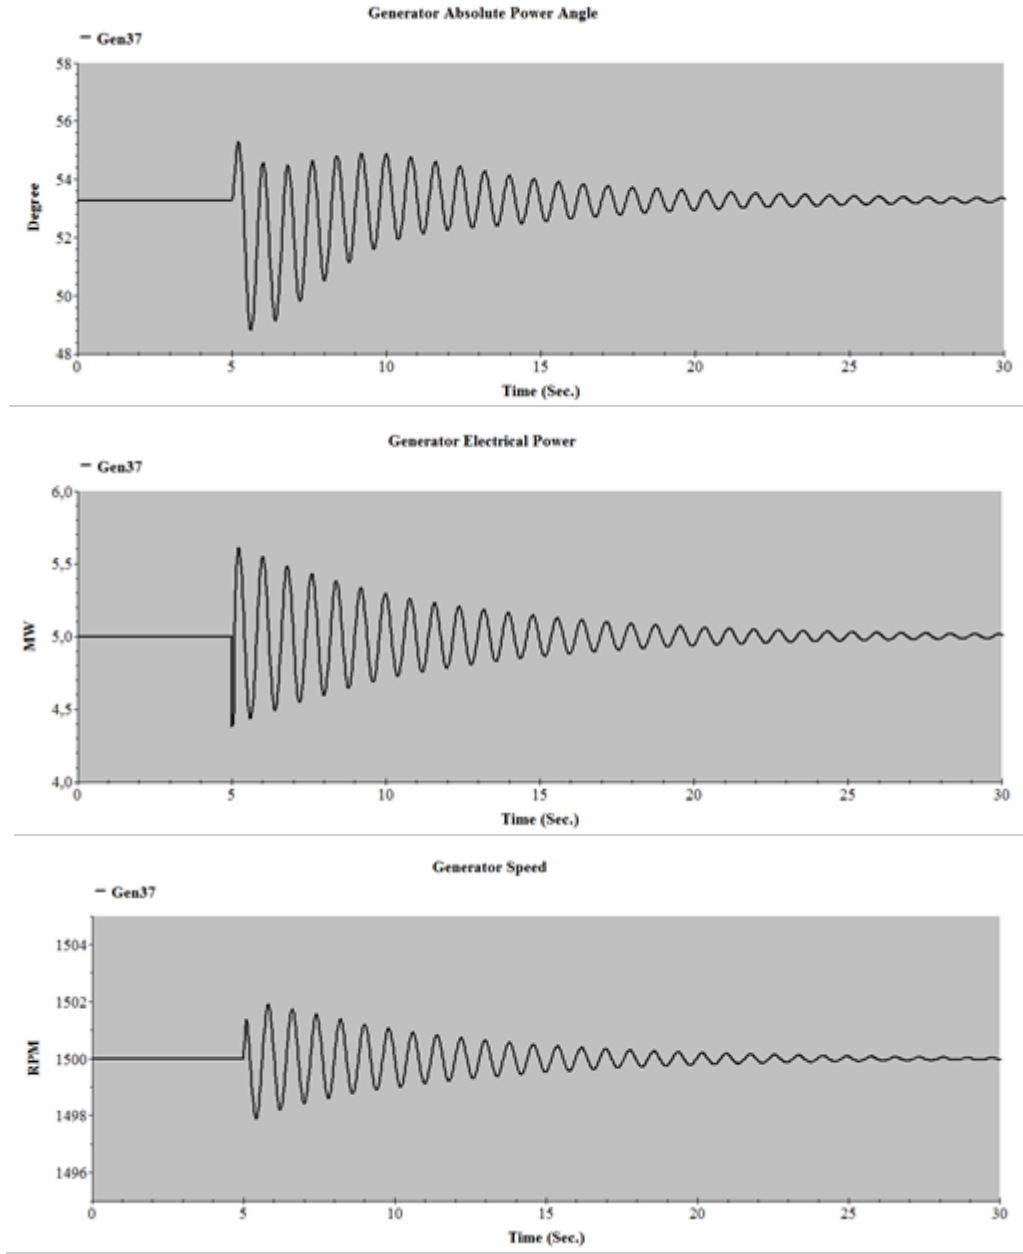 Generator Absolute Power Angle
Gen37
58
56
54
52
50
48
Degree
0 5 10 15 20 25 30
Time (Sec.)
Generator Electrical Power
Gen37
6,0
5,5
5,0
4,5
4,0
MW
0 5 10 15 20 25 30
Time (Sec.)
Generator Speed
Gen37
1504
1502
1500
1498
1496
RPM
0 5 10 15 20 25 30
Time (Sec.)